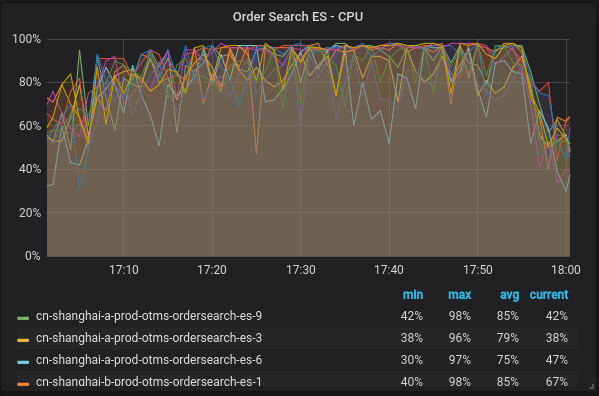 Order Search ES - CPU
100%
80%
60%
40%
20%
0%
17:10 17:20 17:30 17:40 17:50 18:00
min max avg current
cn-shanghai-a-prod-otms-ordersearch-es-9 42% 98% 85% 42%
cn-shanghai-a-prod-otms-ordersearch-es-3 38% 96% 79% 38%
cn-shanghai-a-prod-otms-ordersearch-es-6 30% 97% 75% 47%
cn-shanghai-b-prod-otms-ordersearch-es-1 40% 98% 85% 67%